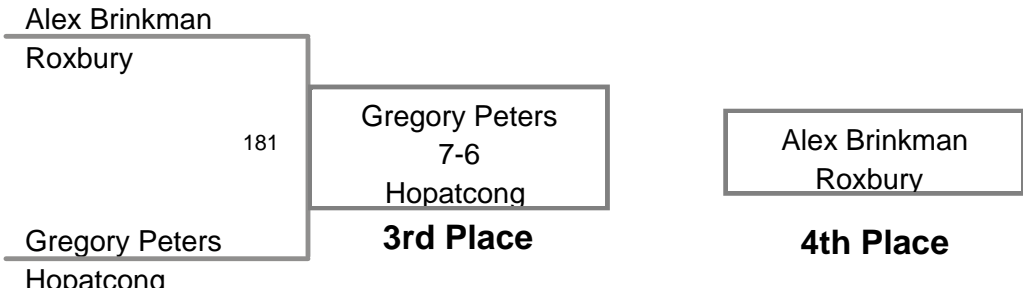 Alex Brinkman
Roxbury
181
Gregory Peters
Hopatcong
Gregory Peters
7-6
Hopatcong
3rd Place
Alex Brinkman
Roxbury
4th Place